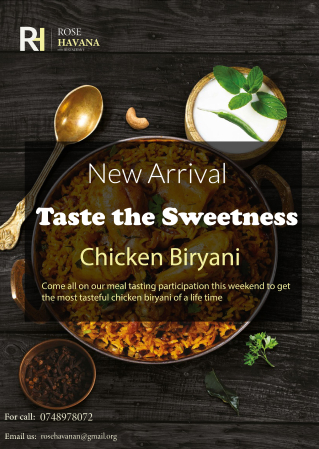 RH
ROSE
HAVANA
New Arrival
Taste the Sweetness
Chicken Biryani
Come all on our meal tasting participation this weekend to get
the most tasteful chicken biryani of a life time
For call: 0748978072
Email us: rosehavanan@gmail.org